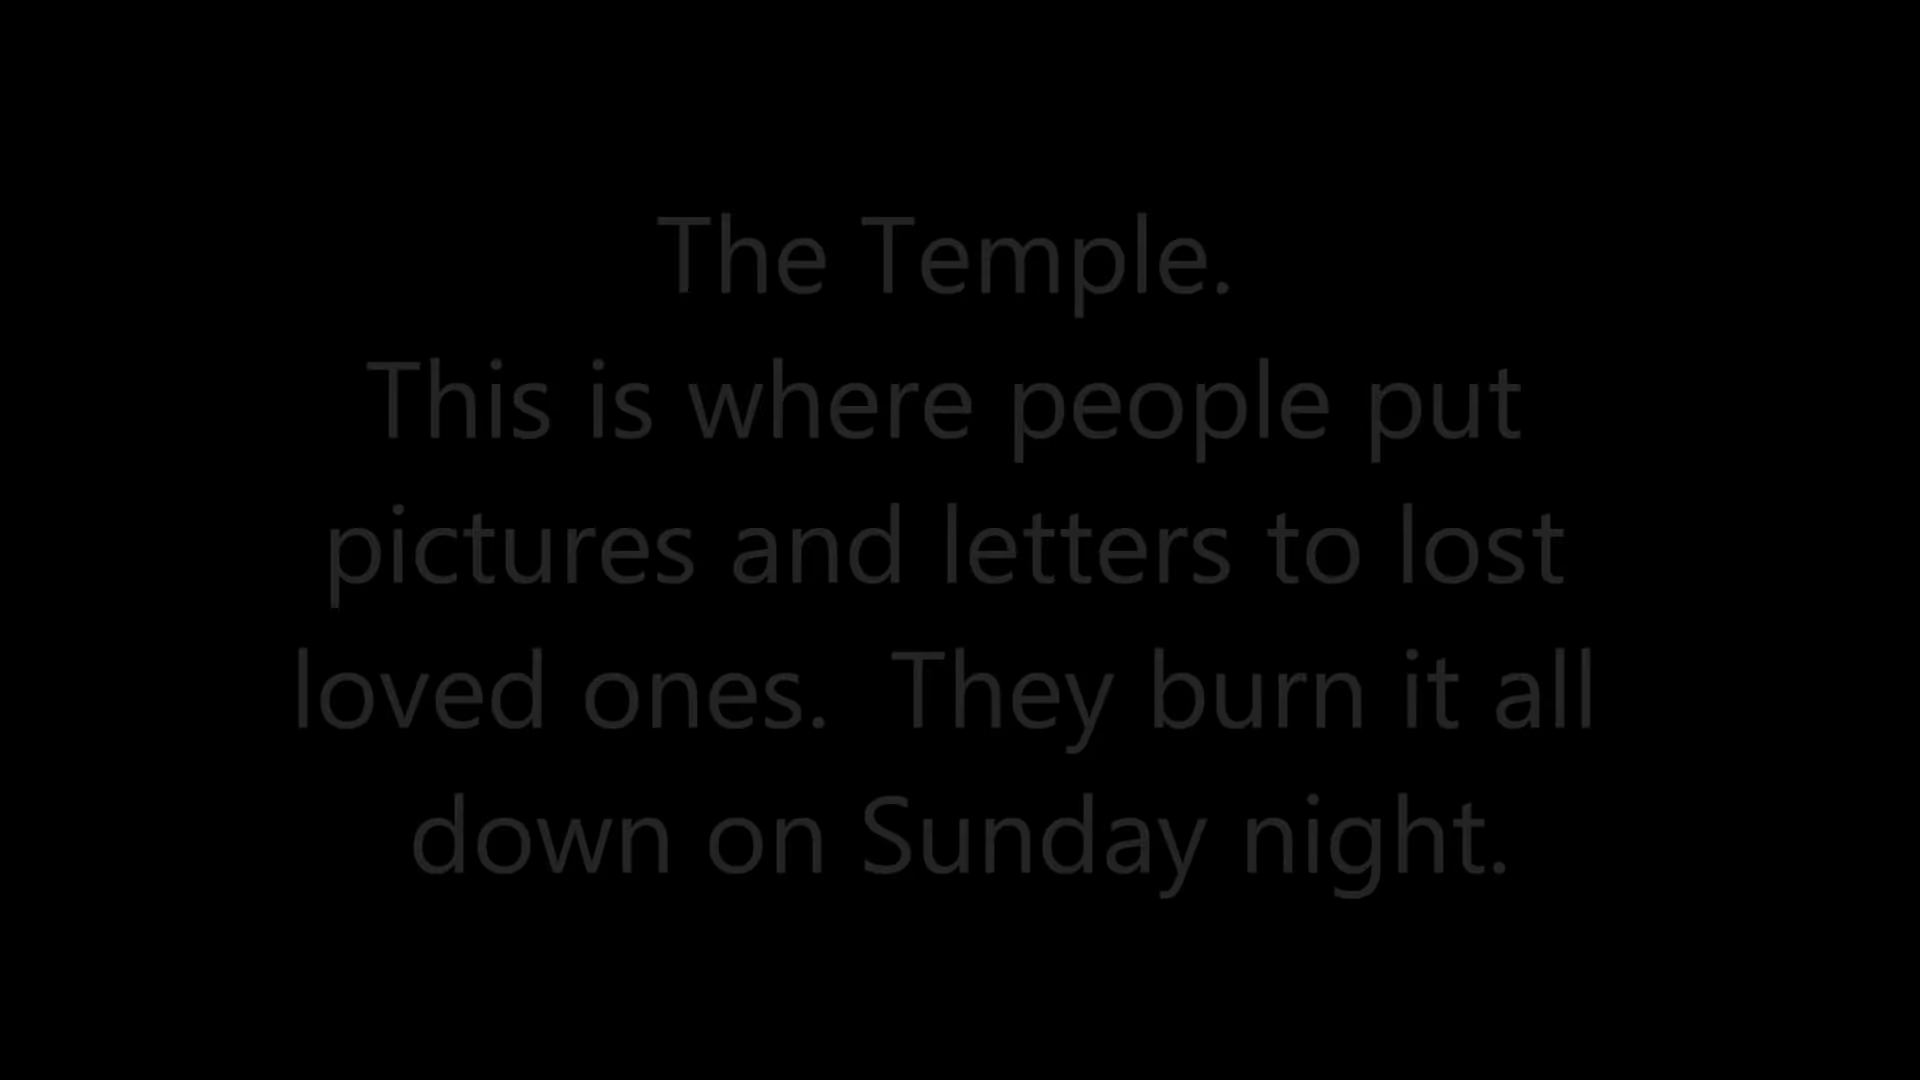 The Temple.
This is where people put
pictures and letters to lost
loved ones.  They burn it all
down on Sunday night.